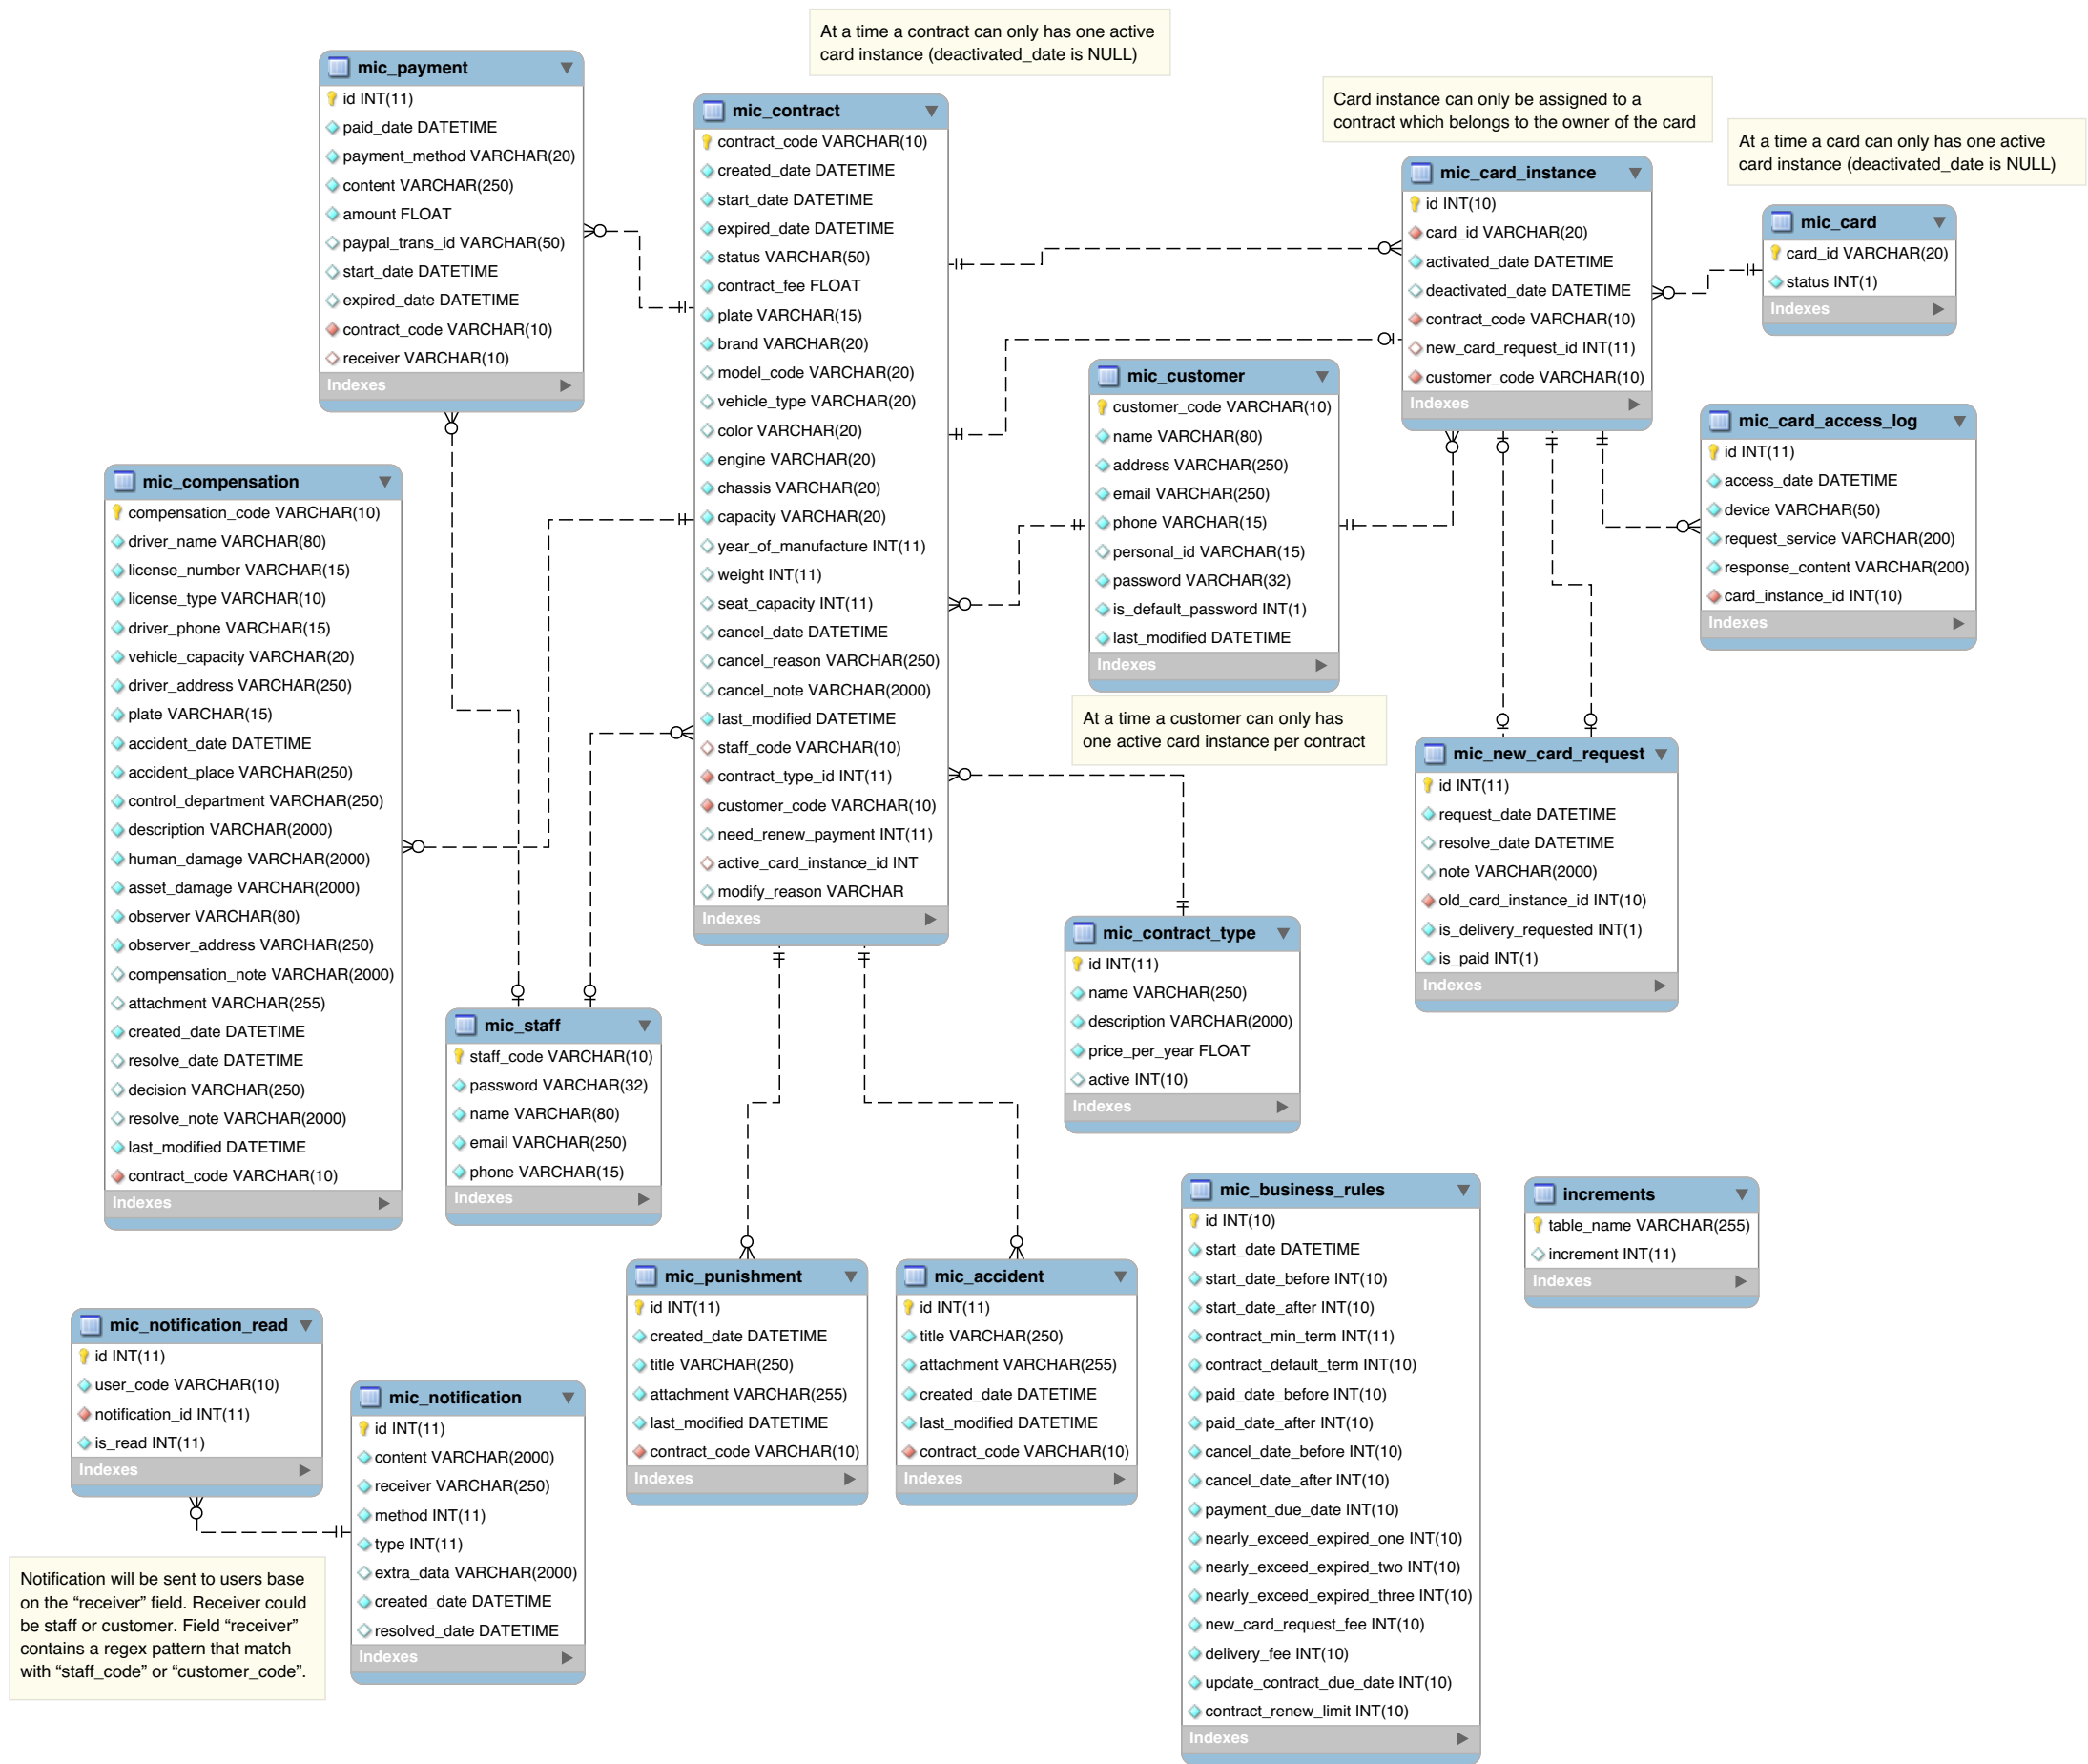 At a time a contract can only has one active
card instance (deactivated_date is NULL)
mic_payment
id INT(11)
paid_date DATETIME
payment_method VARCHAR(20)
content VARCHAR(250)
amount FLOAT
paypal_trans_id VARCHAR(50)
start_date DATETIME
expired_date DATETIME
contract_code VARCHAR(10)
receiver VARCHAR(10)
Indexes
mic_contract
contract_code VARCHAR(10)
created_date DATETIME
start_date DATETIME
expired_date DATETIME
status VARCHAR(50)
contract_fee FLOAT
plate VARCHAR(15)
brand VARCHAR(20)
model_code VARCHAR(20)
vehicle_type VARCHAR(20)
color VARCHAR(20)
engine VARCHAR(20)
chassis VARCHAR(20)
capacity VARCHAR(20)
year_of_manufacture INT(11)
weight INT(11)
seat_capacity INT(11)
cancel_date DATETIME
cancel_reason VARCHAR(250)
cancel_note VARCHAR(2000)
last_modified DATETIME
staff_code VARCHAR(10)
contract_type_id INT(11)
customer_code VARCHAR(10)
need_renew_payment INT(11)
active_card_instance_id INT
modify_reason VARCHAR
Indexes
Card instance can only be assigned to a
contract which belongs to the owner of the card
At a time a card can only has one active
card instance (deactivated_date is NULL)
mic_card_instance
id INT(10)
card_id VARCHAR(20)
activated_date DATETIME
deactivated_date DATETIME
contract_code VARCHAR(10)
new_card_request_id INT(11)
customer_code VARCHAR(10)
Indexes
mic_card
card_id VARCHAR(20)
status INT(1)
Indexes
mic_customer
customer_code VARCHAR(10)
name VARCHAR(80)
address VARCHAR(250)
email VARCHAR(250)
phone VARCHAR(15)
personal_id VARCHAR(15)
password VARCHAR(32)
is_default_password INT(1)
last_modified DATETIME
Indexes
At a time a customer can only has
one active card instance per contract
mic_card_access_log
id INT(11)
access_date DATETIME
device VARCHAR(50)
request_service VARCHAR(200)
response_content VARCHAR(200)
card_instance_id INT(10)
Indexes
mic_compensation
compensation_code VARCHAR(10)
driver_name VARCHAR(80)
license_number VARCHAR(15)
license_type VARCHAR(10)
driver_phone VARCHAR(15)
vehicle_capacity VARCHAR(20)
driver_address VARCHAR(250)
plate VARCHAR(15)
accident_date DATETIME
accident_place VARCHAR(250)
control_department VARCHAR(250)
description VARCHAR(2000)
human_damage VARCHAR(2000)
asset_damage VARCHAR(2000)
observer VARCHAR(80)
observer_address VARCHAR(250)
compensation_note VARCHAR(2000)
attachment VARCHAR(255)
created_date DATETIME
resolve_date DATETIME
decision VARCHAR(250)
resolve_note VARCHAR(2000)
last_modified DATETIME
contract_code VARCHAR(10)
Indexes
mic_new_card_request
id INT(11)
request_date DATETIME
resolve_date DATETIME
note VARCHAR(2000)
old_card_instance_id INT(10)
is_delivery_requested INT(1)
is_paid INT(1)
Indexes
mic_contract_type
id INT(11)
name VARCHAR(250)
description VARCHAR(2000)
price_per_year FLOAT
active INT(10)
Indexes
mic_staff
staff_code VARCHAR(10)
password VARCHAR(32)
name VARCHAR(80)
email VARCHAR(250)
phone VARCHAR(15)
Indexes
mic_business_rules
id INT(10)
start_date DATETIME
start_date_before INT(10)
start_date_after INT(10)
contract_min_term INT(11)
contract_default_term INT(10)
paid_date_before INT(10)
paid_date_after INT(10)
cancel_date_before INT(10)
cancel_date_after INT(10)
payment_due_date INT(10)
nearly_exceed_expired_one INT(10)
nearly_exceed_expired_two INT(10)
nearly_exceed_expired_three INT(10)
new_card_request_fee INT(10)
delivery_fee INT(10)
update_contract_due_date INT(10)
contract_renew_limit INT(10)
Indexes
increments
table_name VARCHAR(255)
increment INT(11)
Indexes
mic_punishment
id INT(11)
created_date DATETIME
title VARCHAR(250)
attachment VARCHAR(255)
last_modified DATETIME
contract_code VARCHAR(10)
Indexes
mic_accident
id INT(11)
title VARCHAR(250)
attachment VARCHAR(255)
created_date DATETIME
last_modified DATETIME
contract_code VARCHAR(10)
Indexes
mic_notification_read
id INT(11)
user_code VARCHAR(10)
notification_id INT(11)
is_read INT(11)
Indexes
mic_notification
id INT(11)
content VARCHAR(2000)
receiver VARCHAR(250)
method INT(11)
type INT(11)
extra_data VARCHAR(2000)
created_date DATETIME
resolved_date DATETIME
Indexes
Notification will be sent to users base
on the “receiver” field. Receiver could
be staff or customer. Field “receiver”
contains a regex pattern that match
with “staff_code” or “customer_code”.